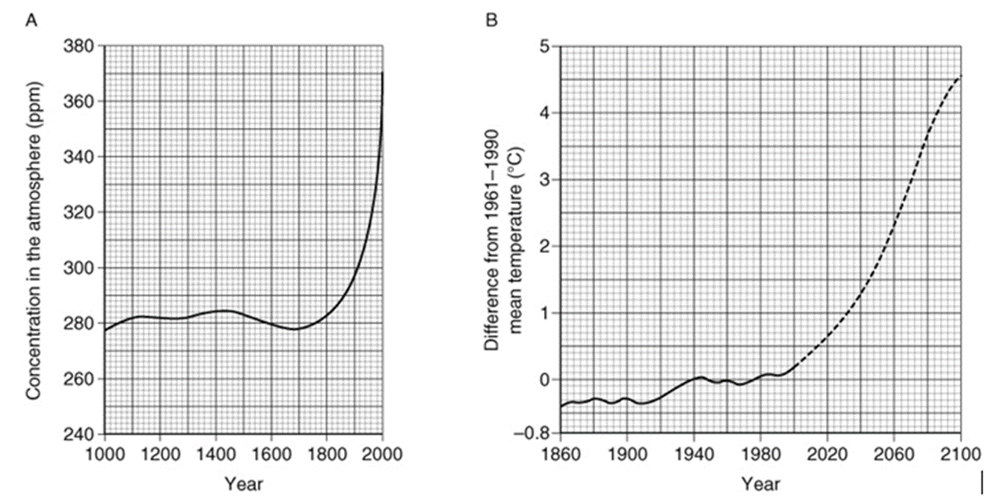 A
Concentration in the atmosphere (ppm)
380
360
340
320
300
280
260
240
1000 1200 1400 1600 1800 2000
Year
B
Difference from 1961–1990
mean temperature (°C)
5
4
3
2
1
0
–0.8
1860 1900 1940 1980 2020 2060 2100
Year